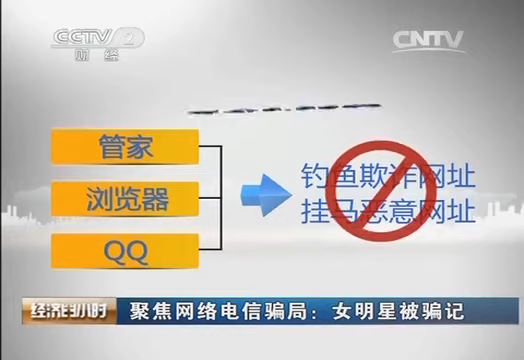 CCTV 2
财经
CNTV
管家
浏览器
QQ
钓鱼欺诈网址
挂马恶意网址
经济半小时
聚焦网络电信骗局：女明星被骗记